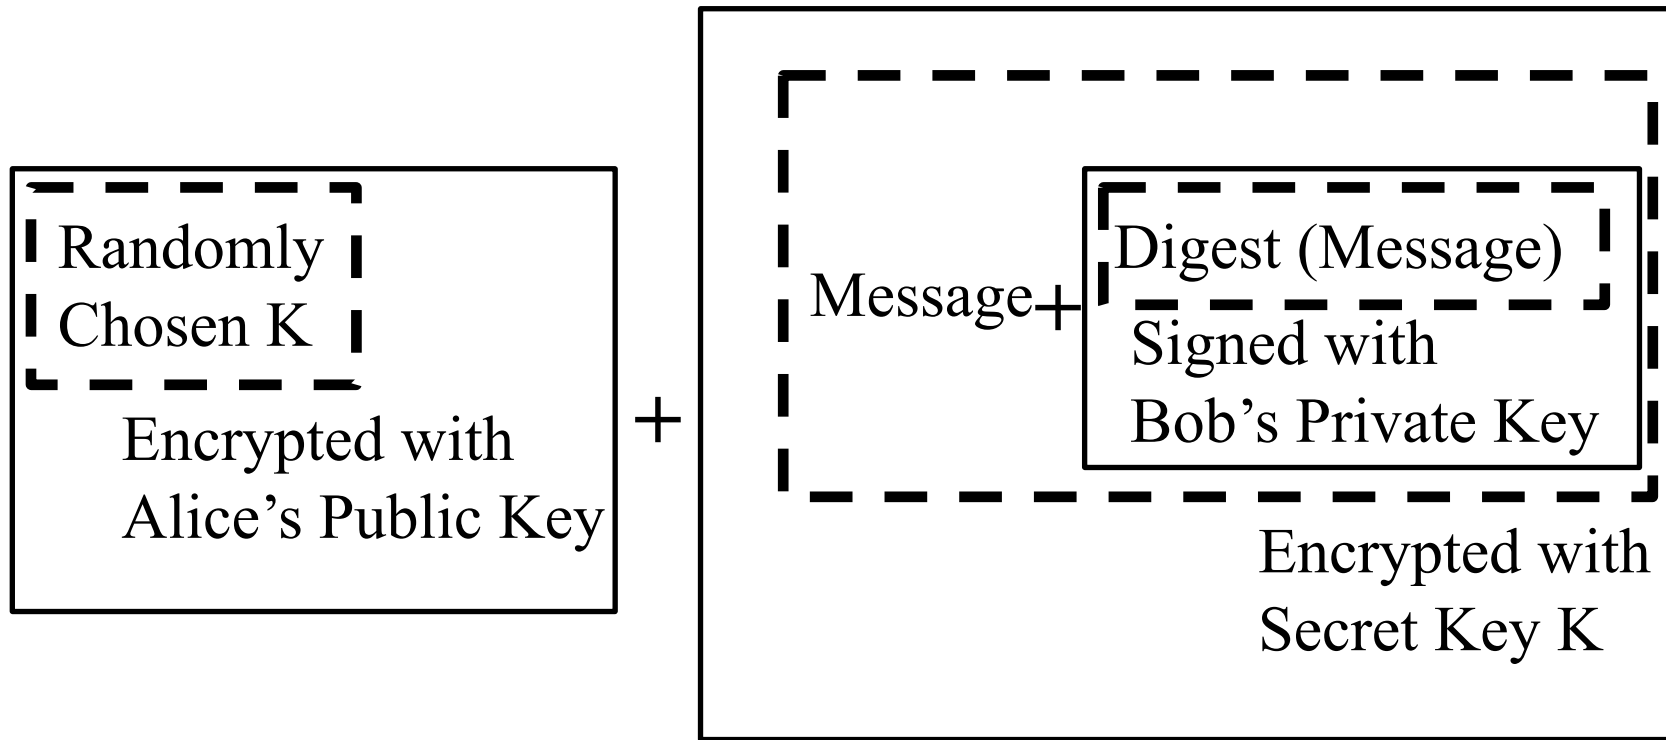 Randomly
Chosen K
Encrypted with
Alice’s Public Key
+
Message+
Digest (Message)
Signed with
Bob’s Private Key
Encrypted with
Secret Key K